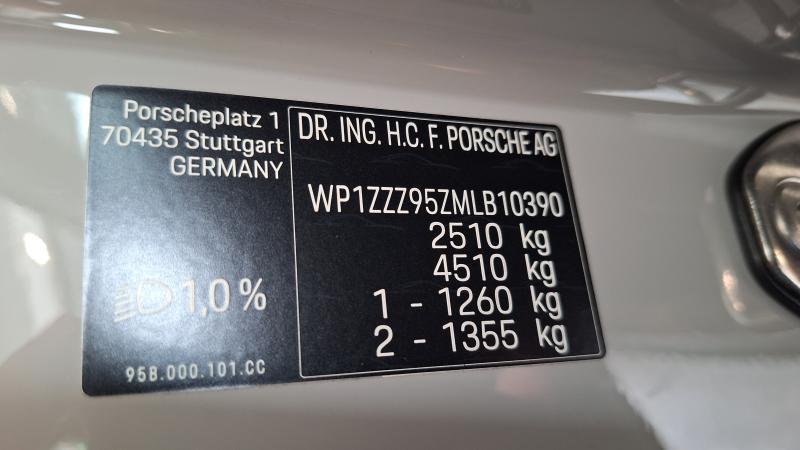 Porscheplatz 1
70435 Stuttgart
GERMANY
1,0 %
95B.000.101.CC
DR. ING. H.C. F. PORSCHE AG
WP1ZZZ95ZMLB10390
2510 kg
4510 kg
1 - 1260 kg
2 - 1355 kg